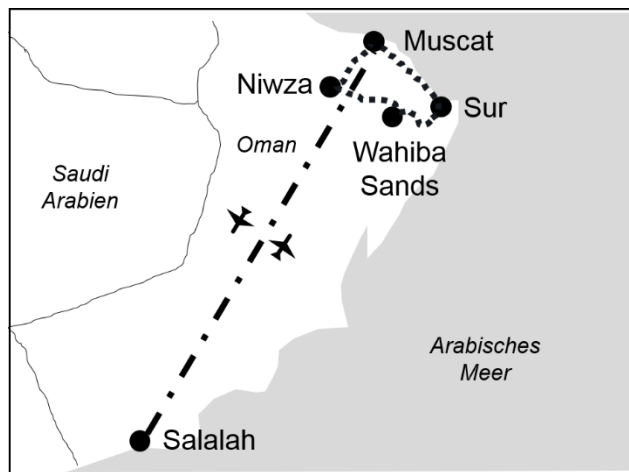 Muscat
Niwza
Sur
Oman
Wahiba
Sands
Saudi
Arabien
Arabisches
Meer
Salalah